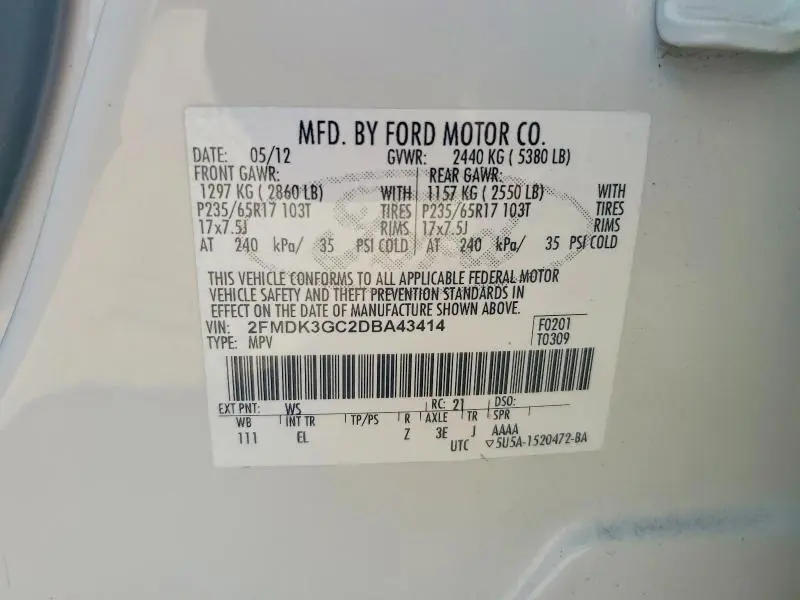 MFD. BY FORD MOTOR CO.
DATE: 05/12 GVWR: 2440 KG ( 5380 LB)
FRONT GAWR: REAR GAWR:
1297 KG ( 2860 LB) WITH 1157 KG ( 2550 LB) WITH
P235/65R17 103T TIRES P235/65R17 103T TIRES
17x7.5J RIMS 17x7.5J RIMS
AT 240 kPa/ 35 PSI COLD AT 240 kPa/ 35 PSI COLD
Ford
THIS VEHICLE CONFORMS TO ALL APPLICABLE FEDERAL MOTOR
VEHICLE SAFETY AND THEFT PREVENTION STANDARDS IN
EFFECT ON THE DATE OF MANUFACTURE SHOWN ABOVE.
VIN: 2FMDK3GC2DBA43414 F0201
TYPE: MPV T0309
EXT PNT: WS RC: 21 DSO:
WB INT TR TP/PS R AXLE TR SPR
111 EL Z 3E J AAAA
UTC ▽5U5A-1520472-BA